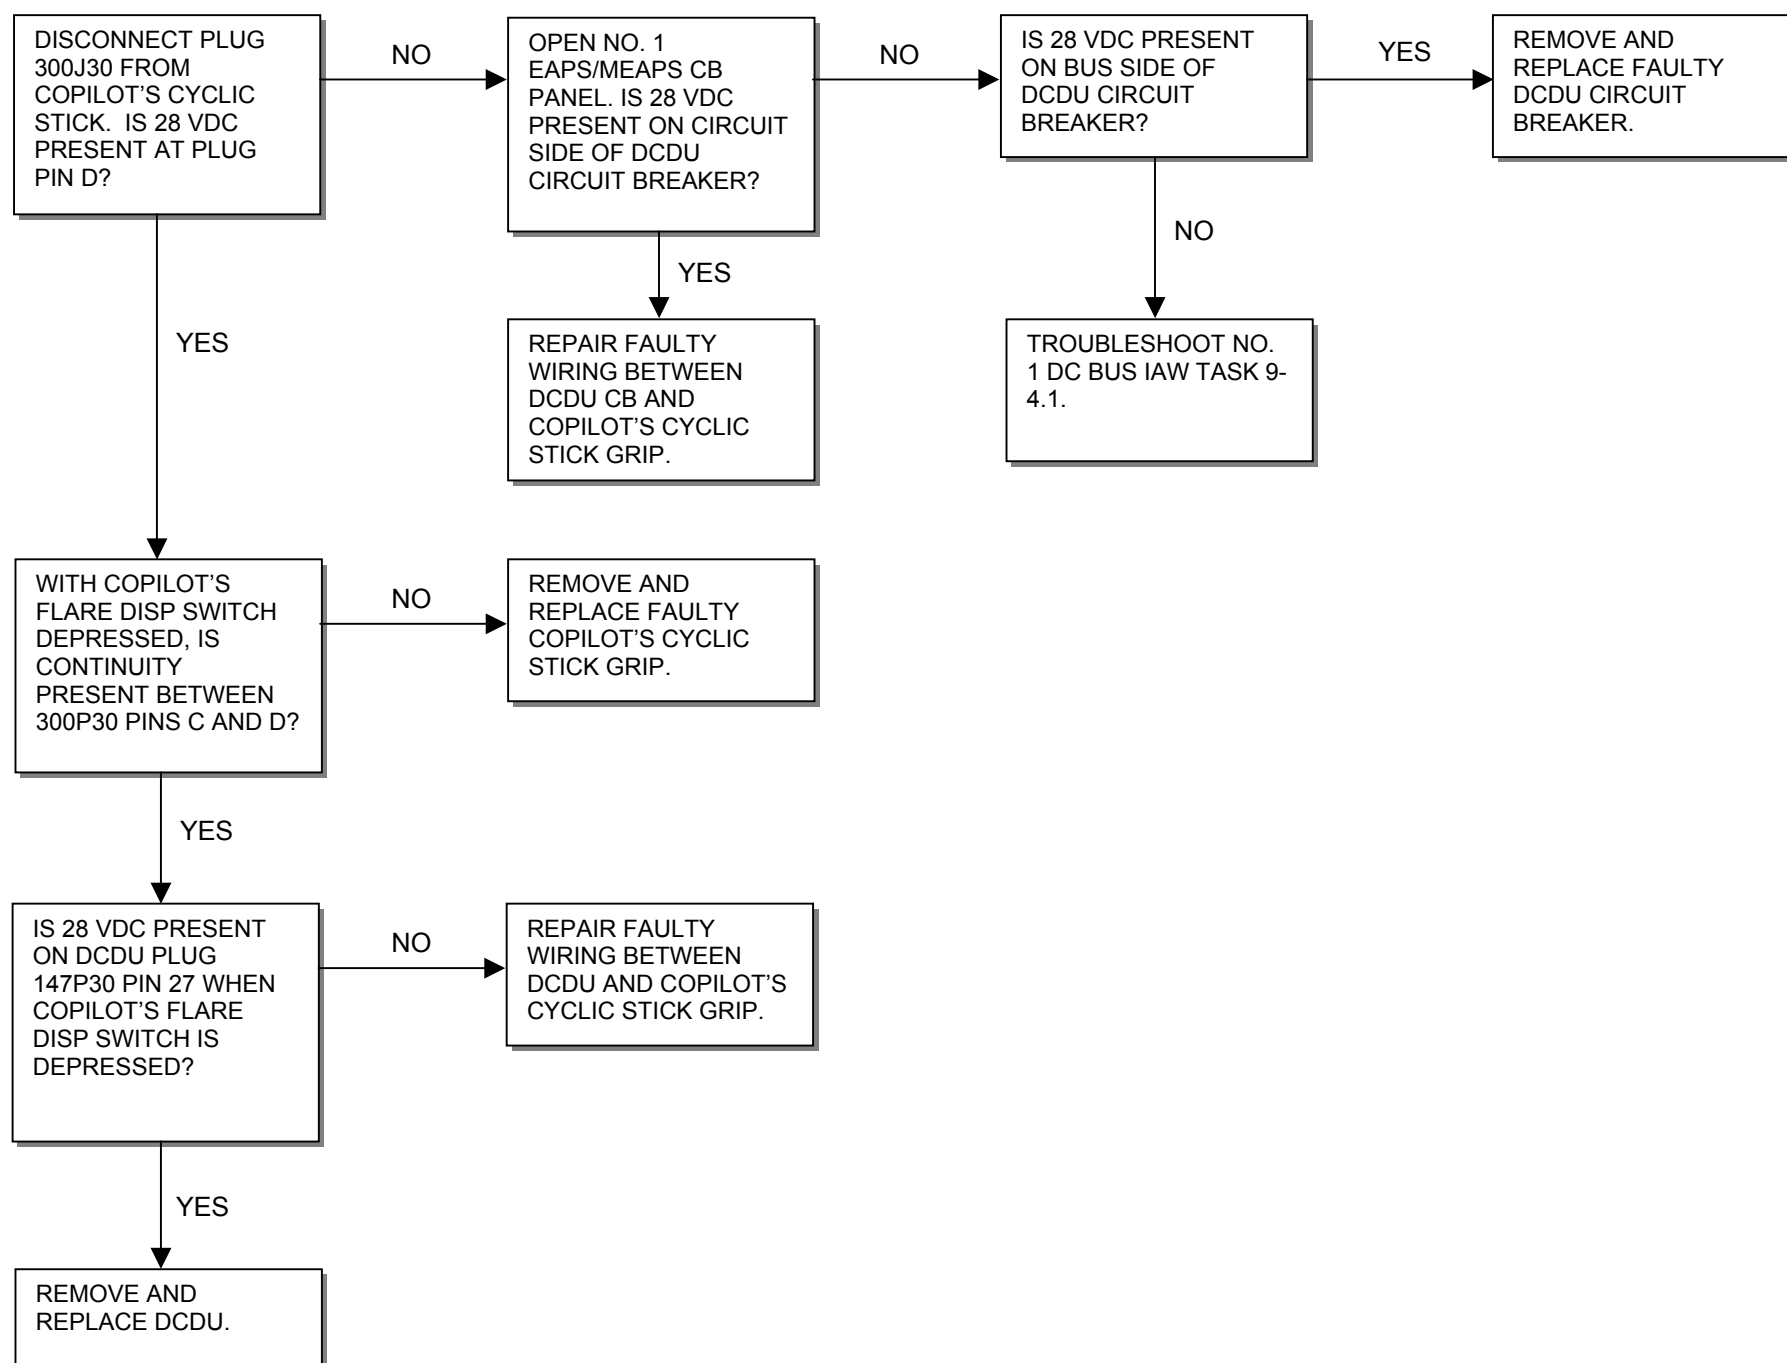 DISCONNECT PLUG
300J30 FROM
COPILOT'S CYCLIC
STICK. IS 28 VDC
PRESENT AT PLUG
PIN D?
NO
OPEN NO. 1
EAPS/MEAPS CB
PANEL. IS 28 VDC
PRESENT ON CIRCUIT
SIDE OF DCDU
CIRCUIT BREAKER?
NO
IS 28 VDC PRESENT
ON BUS SIDE OF
DCDU CIRCUIT
BREAKER?
YES
REMOVE AND
REPLACE FAULTY
DCDU CIRCUIT
BREAKER.
YES
YES
REPAIR FAULTY
WIRING BETWEEN
DCDU CB AND
COPILOT'S CYCLIC
STICK GRIP.
NO
TROUBLESHOOT NO.
1 DC BUS IAW TASK 9-
4.1.
WITH COPILOT'S
FLARE DISP SWITCH
DEPRESSED, IS
CONTINUITY
PRESENT BETWEEN
300P30 PINS C AND D?
NO
REMOVE AND
REPLACE FAULTY
COPILOT'S CYCLIC
STICK GRIP.
YES
IS 28 VDC PRESENT
ON DCDU PLUG
147P30 PIN 27 WHEN
COPILOT'S FLARE
DISP SWITCH IS
DEPRESSED?
NO
REPAIR FAULTY
WIRING BETWEEN
DCDU AND COPILOT'S
CYCLIC STICK GRIP.
YES
REMOVE AND
REPLACE DCDU.